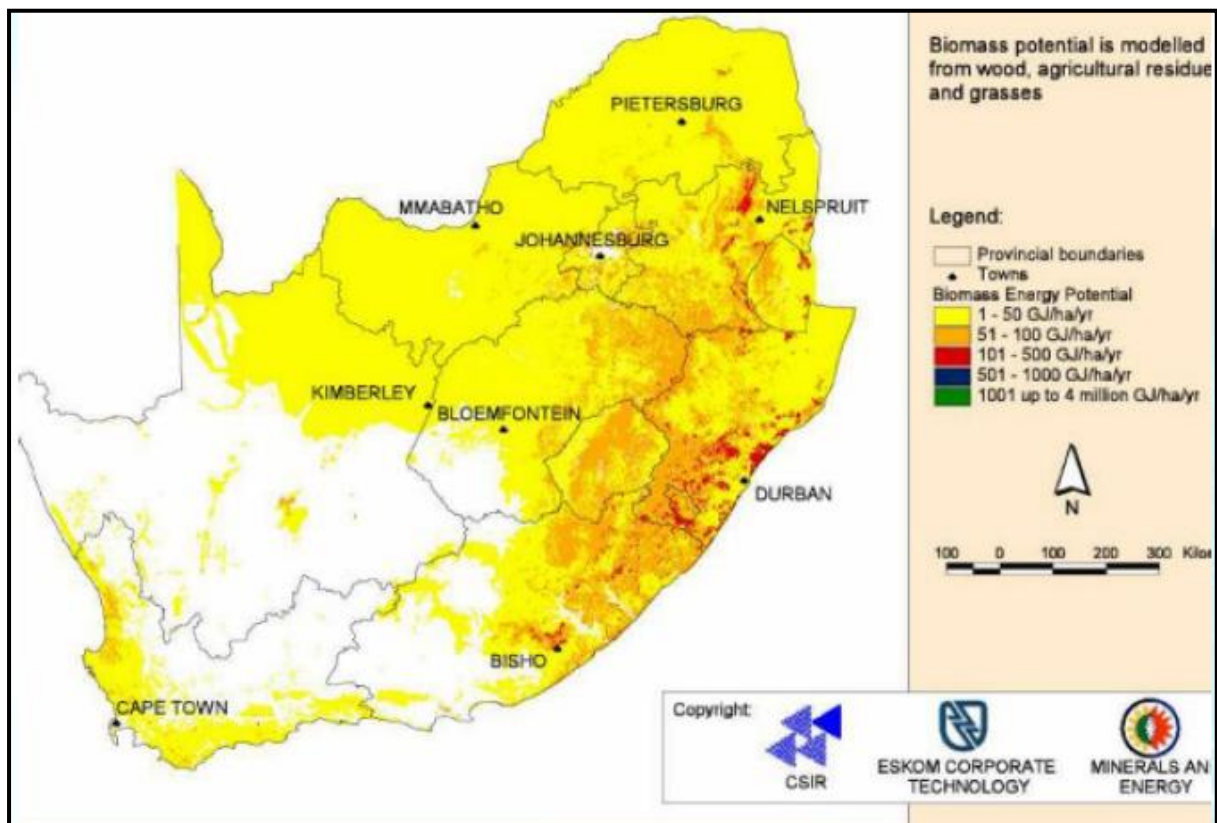 Biomass potential is modelled
from wood, agricultural residue
and grasses
PIETERSBURG
MMABATHO
NELSPRUIT
JOHANNESBURG
KIMBERLEY
BLOEMFONTEIN
DURBAN
BISHO
CAPE TOWN
Legend:
Provincial boundaries
Towns
Biomass Energy Potential
1 - 50 GJ/ha/yr
51 - 100 GJ/ha/yr
101 - 500 GJ/ha/yr
501 - 1000 GJ/ha/yr
1001 up to 4 million GJ/ha/yr
N
100 0 100 200 300 Kilo
Copyright:
CSIR
ESKOM CORPORATE
TECHNOLOGY
MINERALS AN
ENERGY